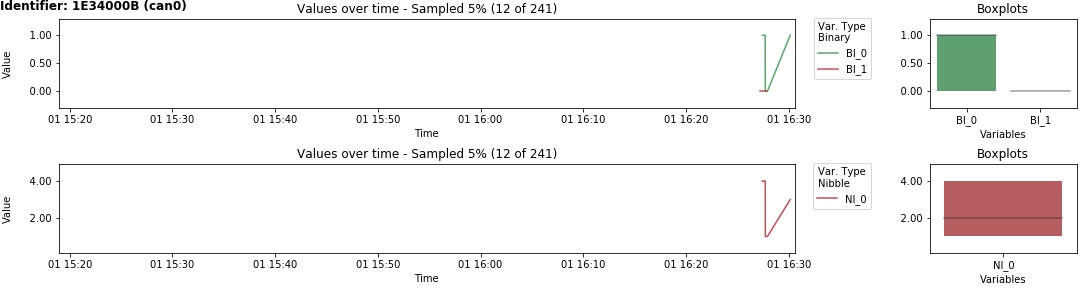 Identifier: 1E34000B (can0)
Values over time - Sampled 5% (12 of 241)
Value
1.00
0.50
0.00
01 15:20 01 15:30 01 15:40 01 15:50 01 16:00 01 16:10 01 16:20 01 16:30
Time
Var. Type
Binary
BI_0
BI_1
Boxplots
1.00
0.50
0.00
BI_0 BI_1
Variables
Values over time - Sampled 5% (12 of 241)
Value
4.00
2.00
01 15:20 01 15:30 01 15:40 01 15:50 01 16:00 01 16:10 01 16:20 01 16:30
Time
Var. Type
Nibble
NI_0
Boxplots
4.00
2.00
NI_0
Variables